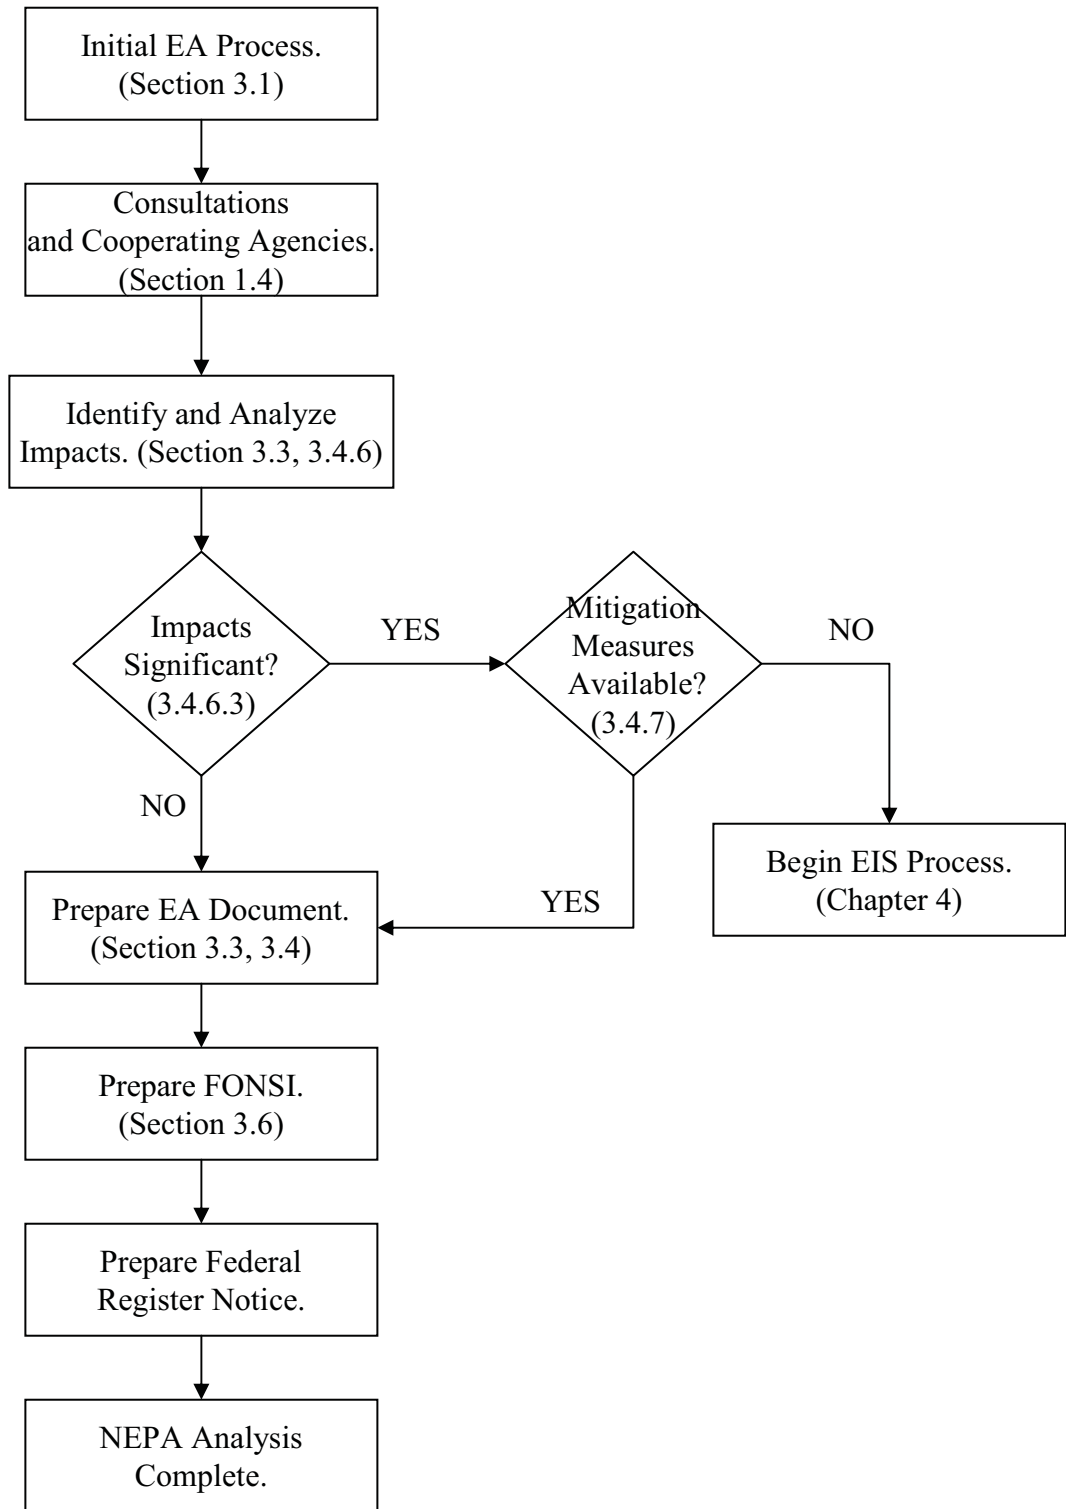 Initial EA Process.
(Section 3.1)
Consultations
and Cooperating Agencies.
(Section 1.4)
Identify and Analyze
Impacts. (Section 3.3, 3.4.6)
Impacts
Significant?
(3.4.6.3)
YES
Mitigation
Measures
Available?
(3.4.7)
NO
NO
Begin EIS Process.
(Chapter 4)
YES
Prepare EA Document.
(Section 3.3, 3.4)
Prepare FONSI.
(Section 3.6)
Prepare Federal
Register Notice.
NEPA Analysis
Complete.